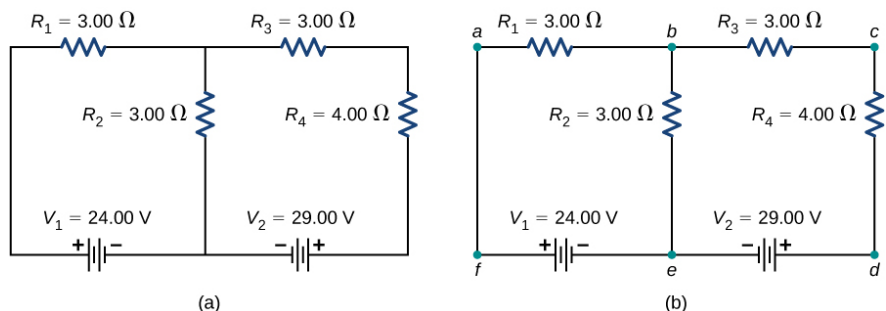 R1 = 3.00 Ω
R3 = 3.00 Ω
R2 = 3.00 Ω
R4 = 4.00 Ω
V1 = 24.00 V
V2 = 29.00 V
+ −
− +
(a)
a
R1 = 3.00 Ω
b
R3 = 3.00 Ω
c
R2 = 3.00 Ω
R4 = 4.00 Ω
V1 = 24.00 V
V2 = 29.00 V
+ −
− +
f
e
d
(b)